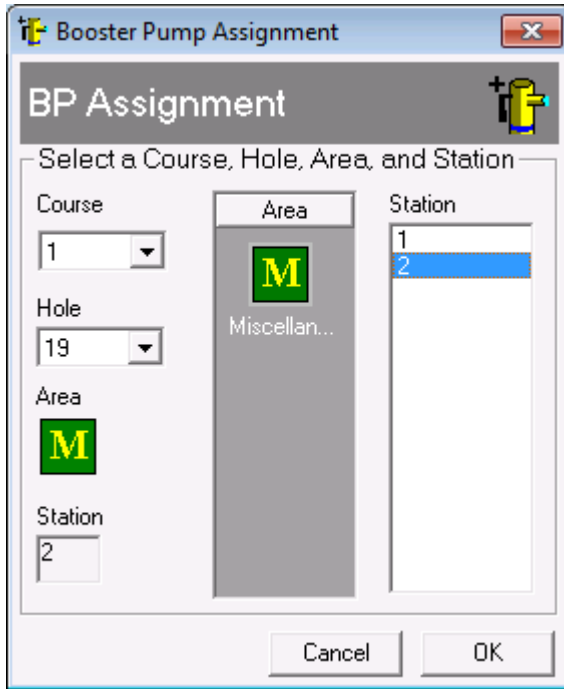 Booster Pump Assignment
BP Assignment
Select a Course, Hole, Area, and Station
Course
1
Hole
19
Area
M
Station
2
Area
M
Miscellan...
Station
1
2
Cancel
OK